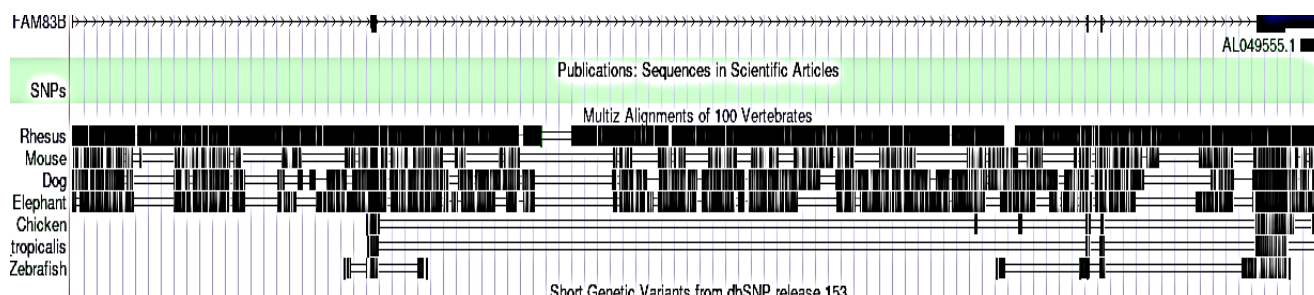 FAM83B
AL049555.1
Publications: Sequences in Scientific Articles
SNPs
Multiz Alignments of 100 Vertebrates
Rhesus
Mouse
Dog
Elephant
Chicken
tropicalis
Zebrafish
Short Genetic Variants from dbSNP release 153